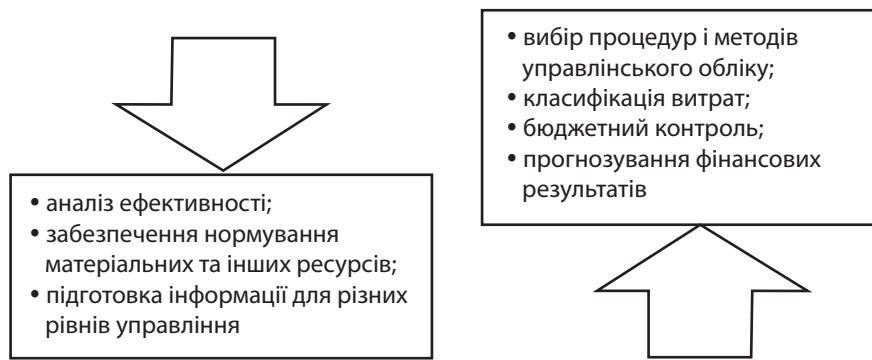 • аналіз ефективності;
• забезпечення нормування
матеріальних та інших ресурсів;
• підготовка інформації для різних
рівнів управління
• вибір процедур і методів
управлінського обліку;
• класифікація витрат;
• бюджетний контроль;
• прогнозування фінансових
результатів